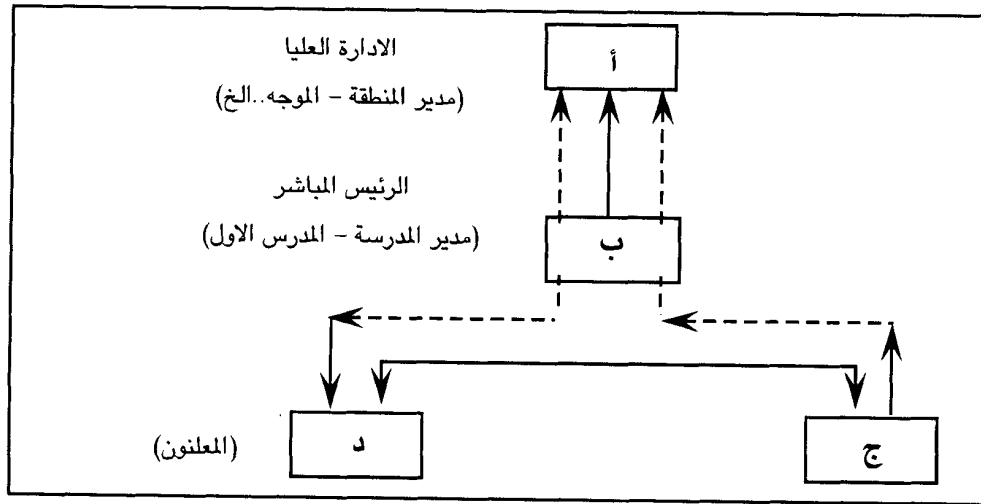 أ
الادارة العليا
(مدير المنطقة - الموجه..الخ)
الرئيس المباشر
(مدير المدرسة - المدرس الاول)
ب
ج
د
(المعلنون)